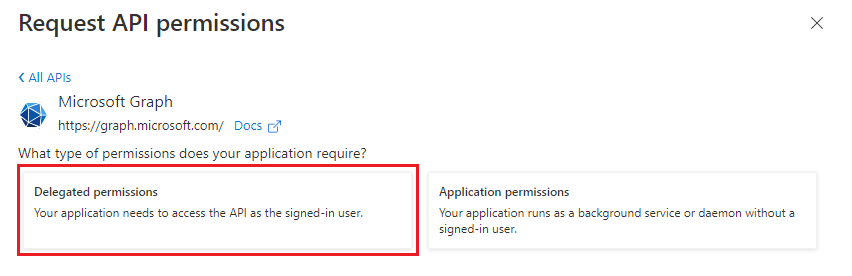 Request API permissions
All APIs
Microsoft Graph
https://graph.microsoft.com/ Docs
What type of permissions does your application require?
Delegated permissions
Your application needs to access the API as the signed-in user.
Application permissions
Your application runs as a background service or daemon without a
signed-in user.